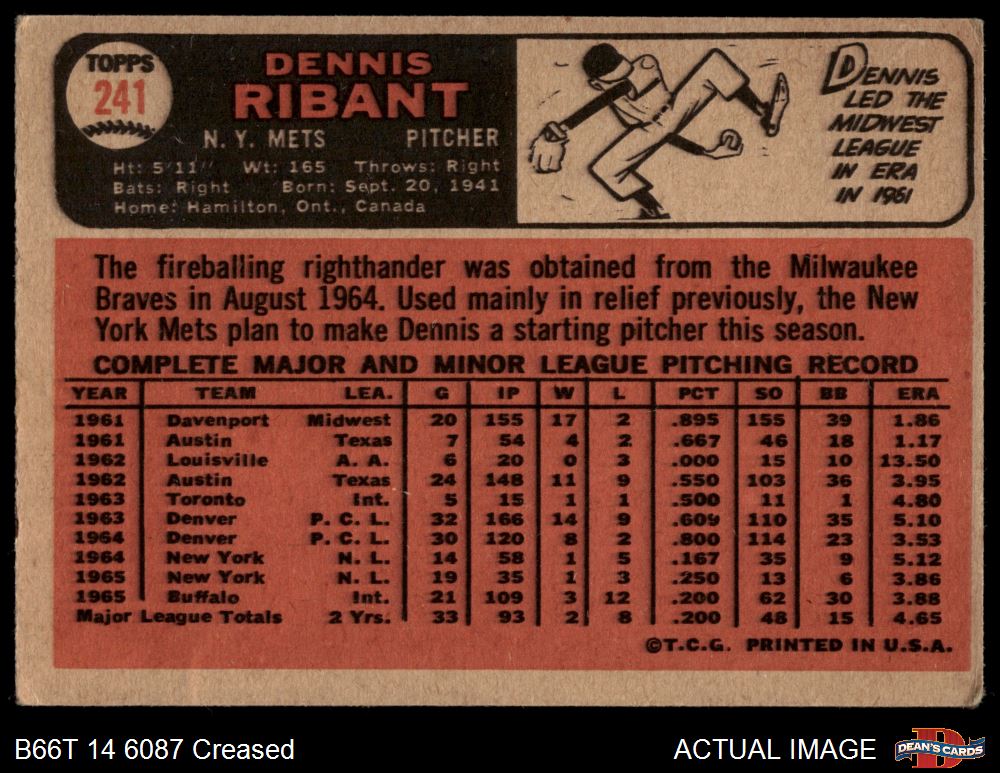 TOPPS
241
DENNIS
RIBANT
N. Y. METS PITCHER
Ht: 5'11" Wt: 165 Throws: Right
Bats: Right Born: Sept. 20, 1941
Home: Hamilton, Ont., Canada
DENNIS
LED THE
MIDWEST
LEAGUE
IN ERA
IN 1961
The fireballing righthander was obtained from the Milwaukee
Braves in August 1964. Used mainly in relief previously, the New
York Mets plan to make Dennis a starting pitcher this season.
COMPLETE MAJOR AND MINOR LEAGUE PITCHING RECORD
YEAR TEAM LEA. G IP W L PCT SO BB ERA
1961 Davenport Midwest 20 155 17 2 .895 155 39 1.86
1961 Austin Texas 7 54 4 2 .667 46 18 1.17
1962 Louisville A. A. 6 20 0 3 .000 15 10 13.50
1962 Austin Texas 24 148 11 9 .550 103 36 3.95
1963 Toronto Int. 5 15 1 1 .500 11 1 4.80
1963 Denver P. C. L. 32 166 14 9 .609 110 35 5.10
1964 Denver P. C. L. 30 120 8 2 .800 114 23 3.53
1964 New York N. L. 14 58 1 5 .167 35 9 5.12
1965 New York N. L. 19 35 1 3 .250 13 6 3.86
1965 Buffalo Int. 21 109 3 12 .200 62 30 3.88
Major League Totals 2 Yrs. 33 93 2 8 .200 48 15 4.65
©T.C.G. PRINTED IN U.S.A.
B66T 14 6087 Creased ACTUAL IMAGE
DEAN'S CARDS